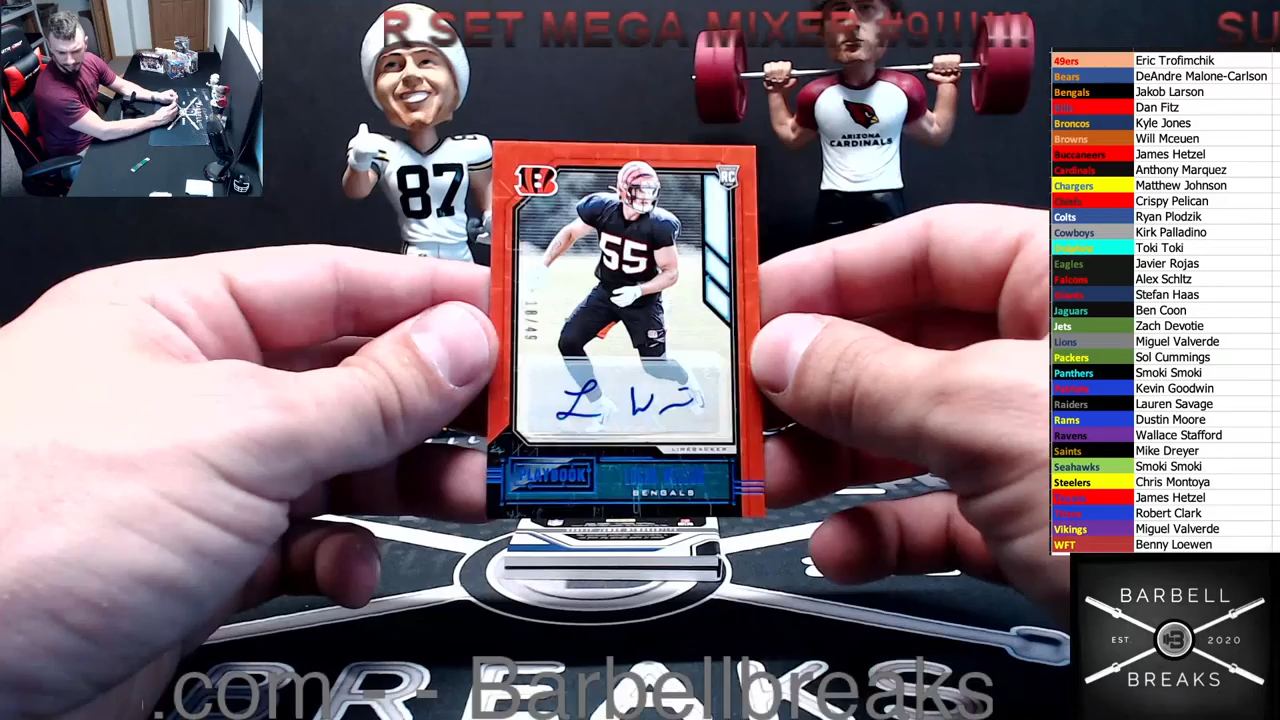 R SET MEGA MIXER #9!!!!!!! SU
87
ARIZONA
CARDINALS
RC
55
18/49
LINEBACKER
PLAYBOOK
BENGALS
49ers Eric Trofimchik
Bears DeAndre Malone-Carlson
Bengals Jakob Larson
Bills Dan Fitz
Broncos Kyle Jones
Browns Will Mceuen
Buccaneers James Hetzel
Cardinals Anthony Marquez
Chargers Matthew Johnson
Chiefs Crispy Pelican
Colts Ryan Plodzik
Cowboys Kirk Palladino
Dolphins Toki Toki
Eagles Javier Rojas
Falcons Alex Schltz
Giants Stefan Haas
Jaguars Ben Coon
Jets Zach Devotie
Lions Miguel Valverde
Packers Sol Cummings
Panthers Smoki Smoki
Patriots Kevin Goodwin
Raiders Lauren Savage
Rams Dustin Moore
Ravens Wallace Stafford
Saints Mike Dreyer
Seahawks Smoki Smoki
Steelers Chris Montoya
Texans James Hetzel
Titans Robert Clark
Vikings Miguel Valverde
WFT Benny Loewen
BARBELL
EST. B 2020
BREAKS
.com - - Barbellbreaks